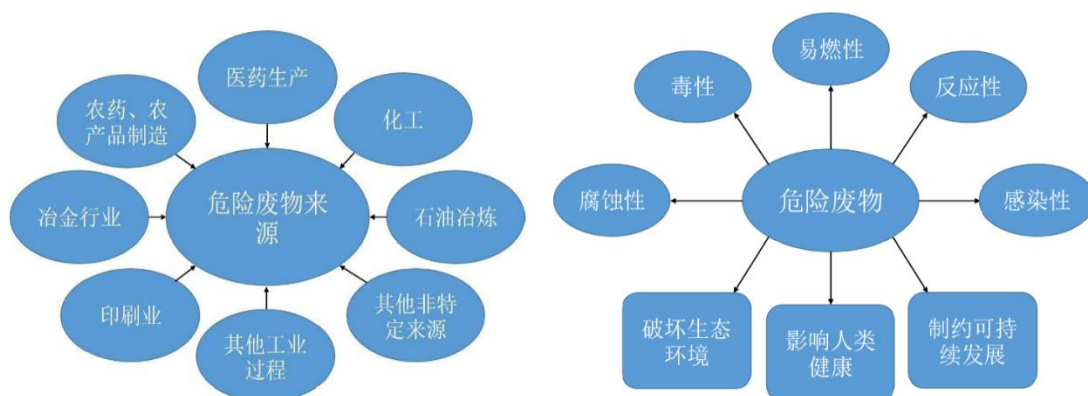 医药生产
农药、农
产品制造
化工
危险废物来
源
冶金行业
石油冶炼
印刷业
其他非特
定来源
其他工业
过程
易燃性
毒性
反应性
腐蚀性
危险废物
感染性
破坏生态
环境
影响人类
健康
制约可持
续发展